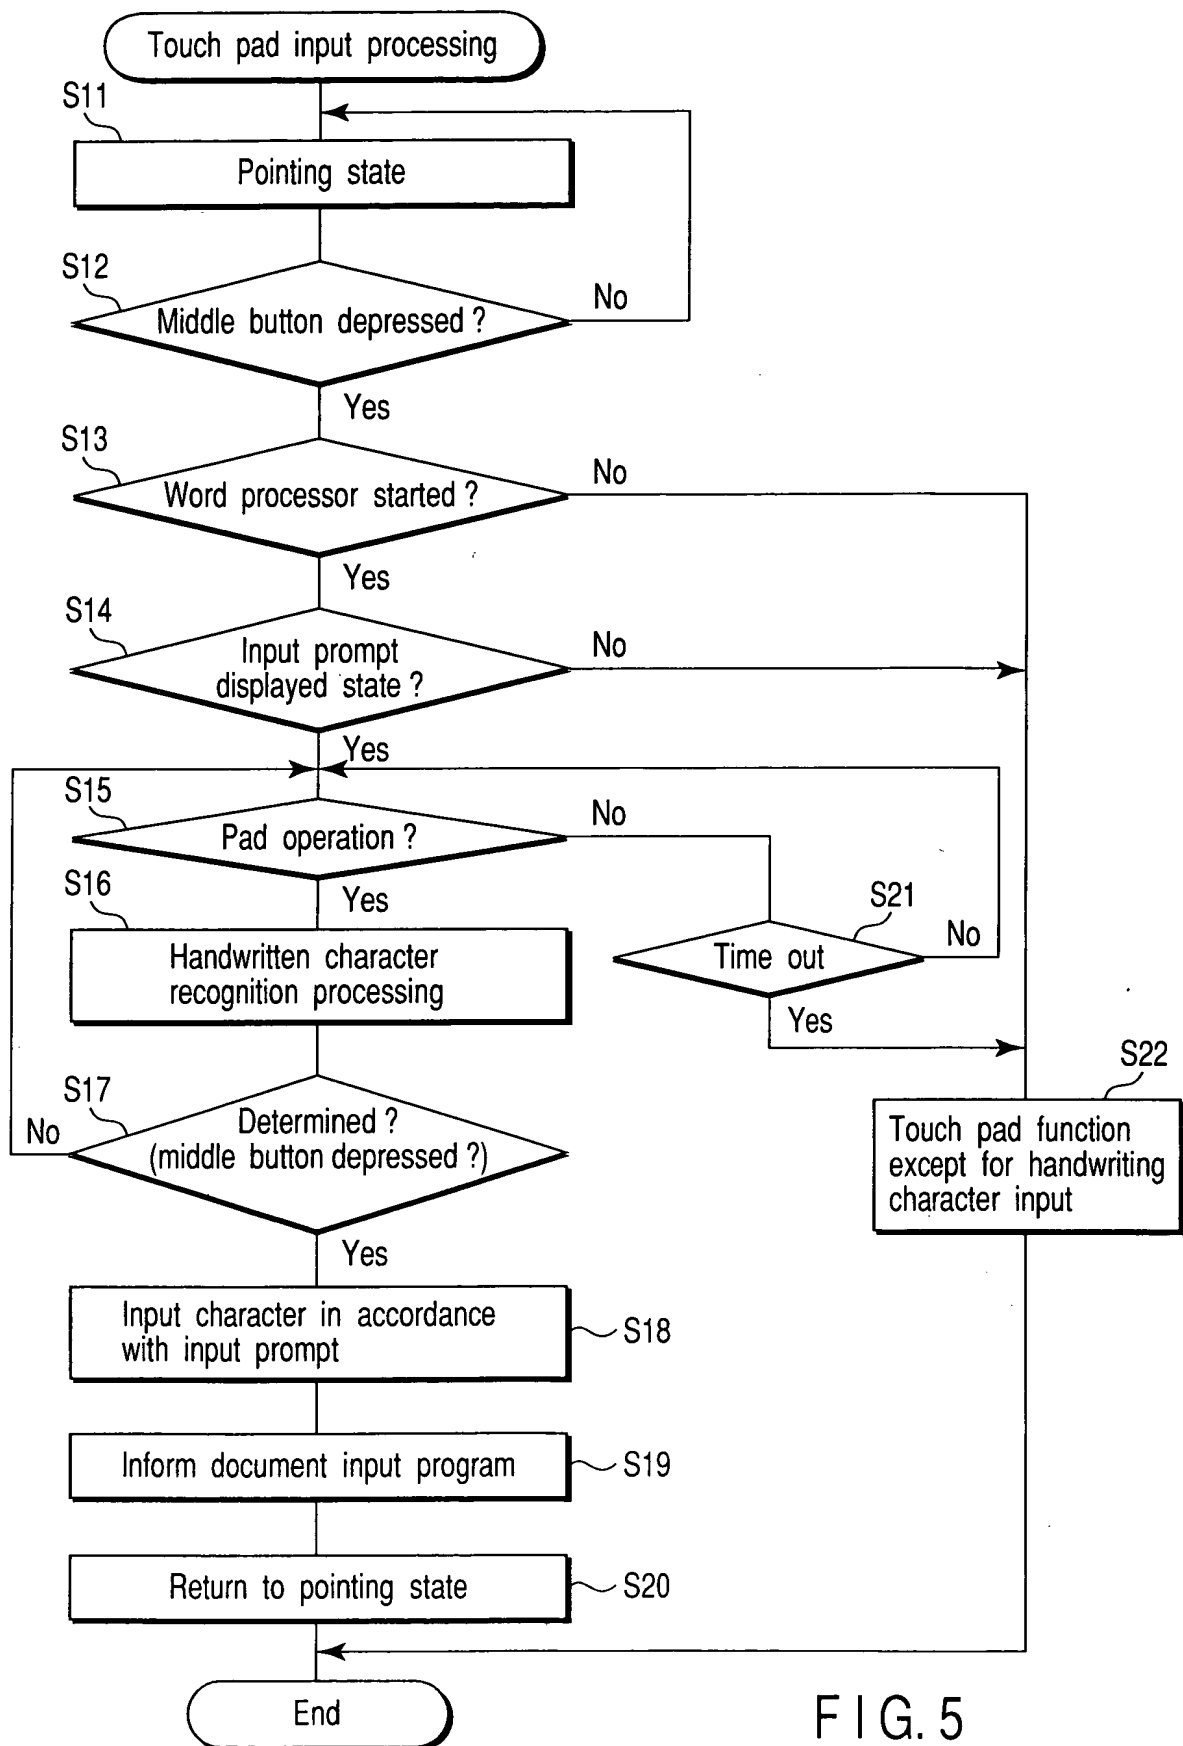 Touch pad input processing
S11
Pointing state
S12
Middle button depressed ?
No
Yes
S13
Word processor started ?
No
Yes
S14
Input prompt
displayed state ?
No
Yes
S15
Pad operation ?
No
Yes
S16
Handwritten character
recognition processing
S21
Time out
No
Yes
S17
Determined ?
(middle button depressed ?)
No
Yes
S22
Touch pad function
except for handwriting
character input
Input character in accordance
with input prompt
S18
Inform document input program
S19
Return to pointing state
S20
End
FIG. 5